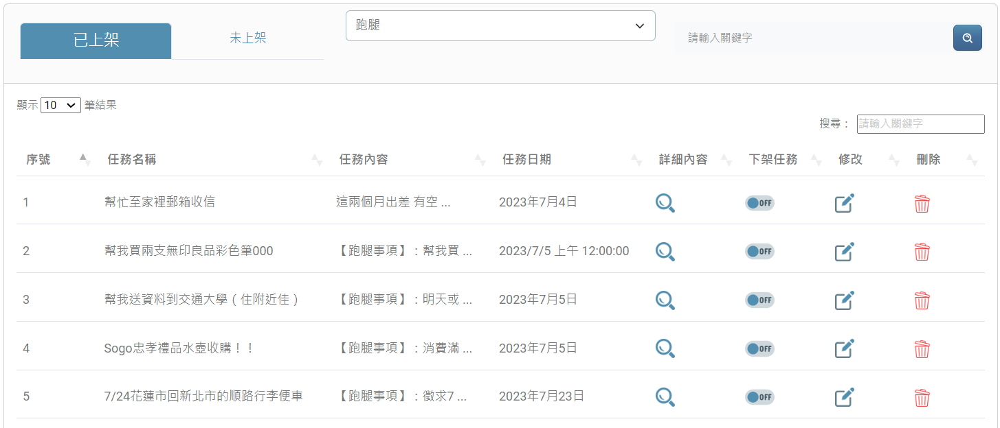 已上架 未上架 跑腿 請輸入關鍵字
顯示 10 筆結果
搜尋： 請輸入關鍵字
序號 任務名稱 任務內容 任務日期 詳細內容 下架任務 修改 刪除
1 幫忙至家裡郵箱收信 這兩個月出差 有空 ... 2023年7月4日 OFF
2 幫我買兩支無印良品彩色筆000 【跑腿事項】：幫我買 ... 2023/7/5 上午 12:00:00 OFF
3 幫我送資料到交通大學（住附近佳） 【跑腿事項】：明天或 ... 2023年7月5日 OFF
4 Sogo忠孝禮品水壺收購！！ 【跑腿事項】：消費滿 ... 2023年7月5日 OFF
5 7/24花蓮市回新北市的順路行李便車 【跑腿事項】：徵求7 ... 2023年7月23日 OFF